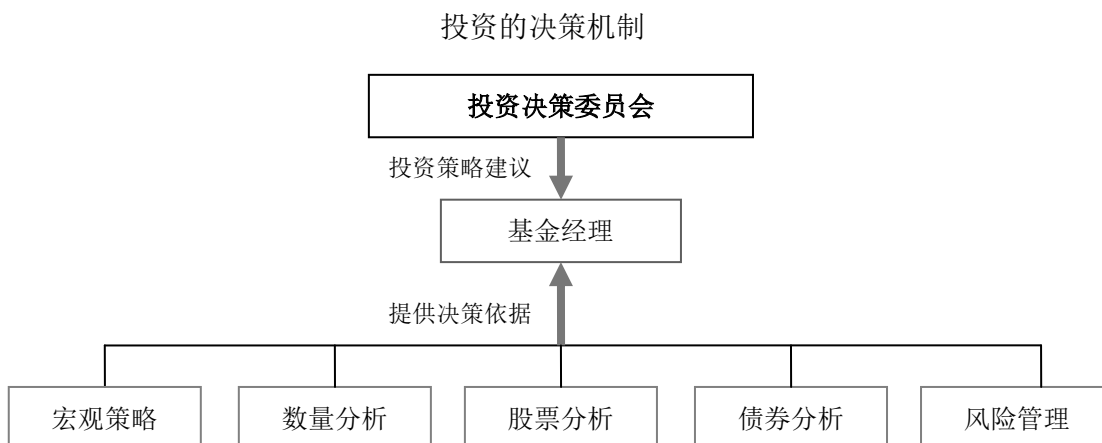 投资的决策机制
投资决策委员会
投资策略建议
基金经理
提供决策依据
宏观策略
数量分析
股票分析
债券分析
风险管理